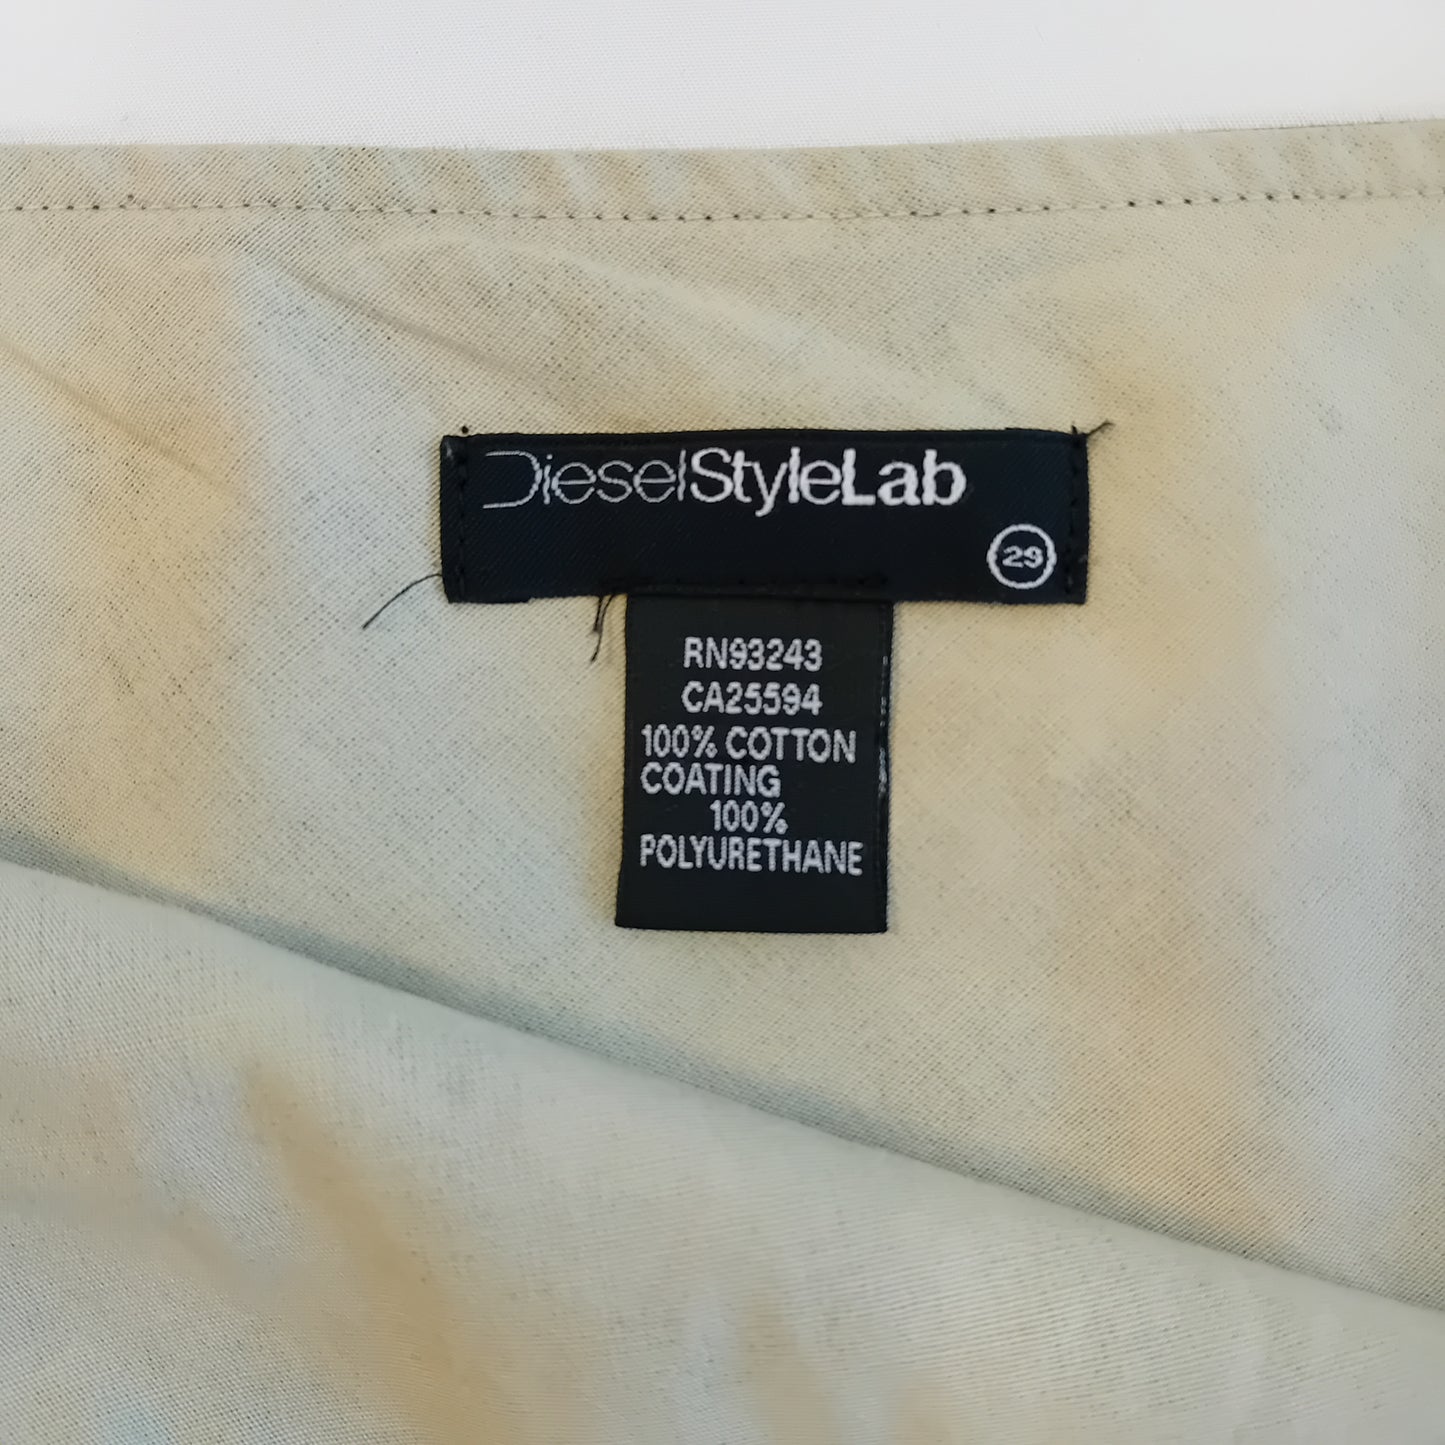 DieselStyleLab
29
RN93243
CA25594
100% COTTON
COATING
100%
POLYURETHANE